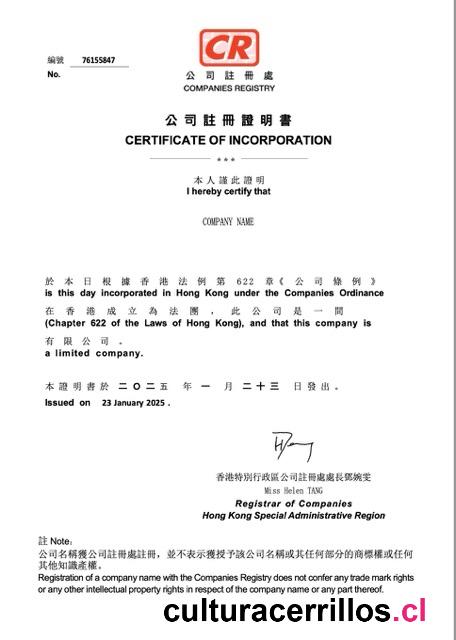 編號
No. 76155847
CR
公司註冊處
COMPANIES REGISTRY
公司註冊證明書
CERTIFICATE OF INCORPORATION
***
本人謹此證明
I hereby certify that
COMPANY NAME
於本日根據香港法例第622章《公司條例》
is this day incorporated in Hong Kong under the Companies Ordinance
在香港成立為法團，此公司是一間
(Chapter 622 of the Laws of Hong Kong), and that this company is
有限公司。
a limited company.
本證明書於二〇二五年一月二十三日發出。
Issued on 23 January 2025 .
香港特別行政區公司註冊處處長鄧婉雯
Miss Helen TANG
Registrar of Companies
Hong Kong Special Administrative Region
註 Note:
公司名稱獲公司註冊處註冊，並不表示獲授予該公司名稱或其任何部分的商標權或任何
其他知識產權。
Registration of a company name with the Companies Registry does not confer any trade mark rights
or any other intellectual property rights in respect of the company name or any part thereof.
culturacerrillos.cl